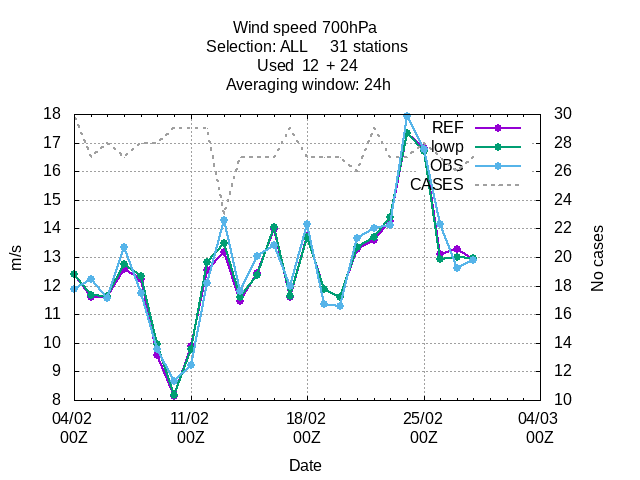 Wind speed 700hPa
Selection: ALL     31 stations
Used  12  + 24
Averaging window: 24h
18 30
17 28
16 26
15 24
14 22
13 20
12 18
11 16
10 14
9 12
8 10
REF
lowp
OBS
CASES
m/s
No cases
04/02 11/02 18/02 25/02 04/03
00Z 00Z 00Z 00Z 00Z
Date